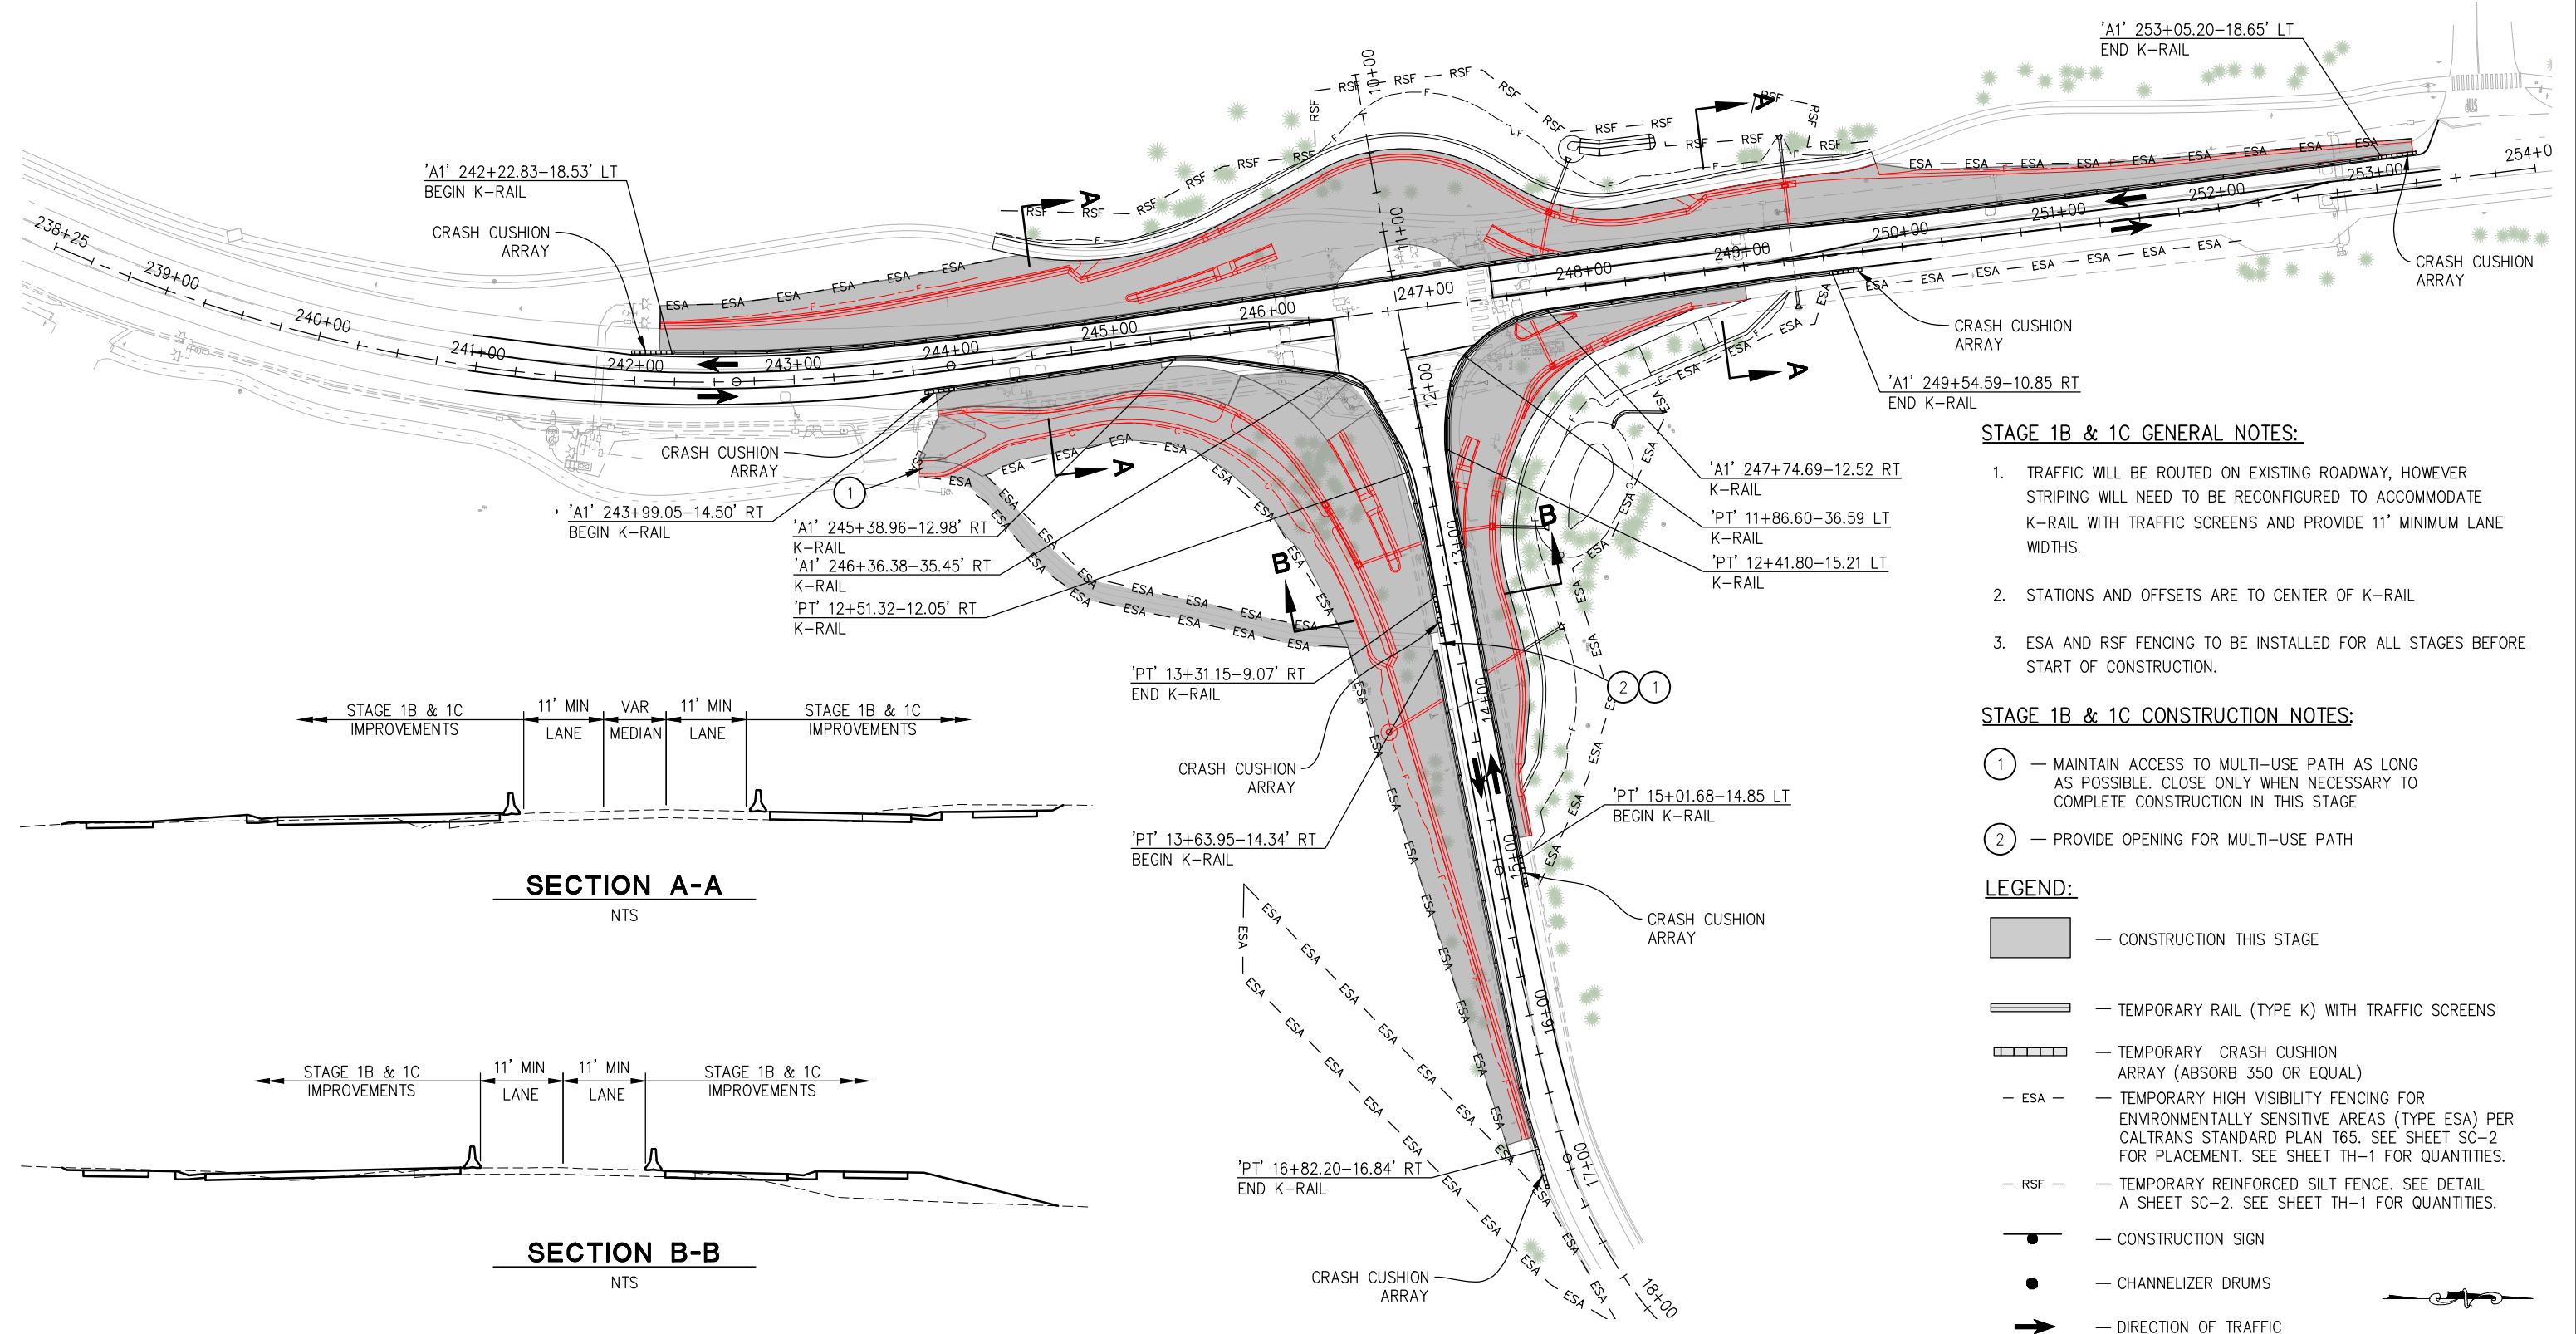 'A1' 253+05.20-18.65' LT
END K-RAIL
10+00
'A1' 242+22.83-18.53' LT
BEGIN K-RAIL
CRASH CUSHION
ARRAY
238+25
239+00
240+00
241+00
242+00
243+00
244+00
245+00
246+00
247+00
248+00
249+00
250+00
251+00
252+00
253+00
254+0
11+00
12+00
13+00
14+00
15+00
16+00
17+00
18+00
RSF
ESA
F
C
A
A
A
A
B
B
CRASH CUSHION
ARRAY
CRASH CUSHION
ARRAY
'A1' 249+54.59-10.85 RT
END K-RAIL
CRASH CUSHION
ARRAY
1
'A1' 243+99.05-14.50' RT
BEGIN K-RAIL
'A1' 245+38.96-12.98' RT
K-RAIL
'A1' 246+36.38-35.45' RT
K-RAIL
'PT' 12+51.32-12.05' RT
K-RAIL
'A1' 247+74.69-12.52 RT
K-RAIL
'PT' 11+86.60-36.59 LT
K-RAIL
'PT' 12+41.80-15.21 LT
K-RAIL
'PT' 13+31.15-9.07' RT
END K-RAIL
2 1
CRASH CUSHION
ARRAY
'PT' 13+63.95-14.34' RT
BEGIN K-RAIL
'PT' 15+01.68-14.85 LT
BEGIN K-RAIL
CRASH CUSHION
ARRAY
'PT' 16+82.20-16.84' RT
END K-RAIL
CRASH CUSHION
ARRAY
STAGE 1B & 1C 11' MIN VAR 11' MIN STAGE 1B & 1C
IMPROVEMENTS LANE MEDIAN LANE IMPROVEMENTS
SECTION A-A
NTS
STAGE 1B & 1C 11' MIN 11' MIN STAGE 1B & 1C
IMPROVEMENTS LANE LANE IMPROVEMENTS
SECTION B-B
NTS
STAGE 1B & 1C GENERAL NOTES:
1. TRAFFIC WILL BE ROUTED ON EXISTING ROADWAY, HOWEVER
STRIPING WILL NEED TO BE RECONFIGURED TO ACCOMMODATE
K-RAIL WITH TRAFFIC SCREENS AND PROVIDE 11' MINIMUM LANE
WIDTHS.
2. STATIONS AND OFFSETS ARE TO CENTER OF K-RAIL
3. ESA AND RSF FENCING TO BE INSTALLED FOR ALL STAGES BEFORE
START OF CONSTRUCTION.
STAGE 1B & 1C CONSTRUCTION NOTES:
1 — MAINTAIN ACCESS TO MULTI-USE PATH AS LONG
AS POSSIBLE. CLOSE ONLY WHEN NECESSARY TO
COMPLETE CONSTRUCTION IN THIS STAGE
2 — PROVIDE OPENING FOR MULTI-USE PATH
LEGEND:
— CONSTRUCTION THIS STAGE
— TEMPORARY RAIL (TYPE K) WITH TRAFFIC SCREENS
— TEMPORARY CRASH CUSHION
ARRAY (ABSORB 350 OR EQUAL)
— ESA — — TEMPORARY HIGH VISIBILITY FENCING FOR
ENVIRONMENTALLY SENSITIVE AREAS (TYPE ESA) PER
CALTRANS STANDARD PLAN T65. SEE SHEET SC-2
FOR PLACEMENT. SEE SHEET TH-1 FOR QUANTITIES.
— RSF — — TEMPORARY REINFORCED SILT FENCE. SEE DETAIL
A SHEET SC-2. SEE SHEET TH-1 FOR QUANTITIES.
— CONSTRUCTION SIGN
— CHANNELIZER DRUMS
— DIRECTION OF TRAFFIC